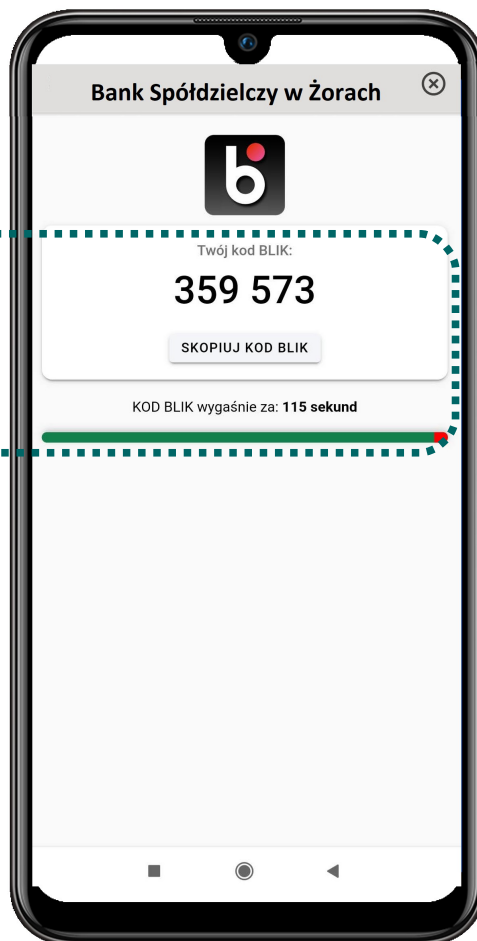 Bank Spółdzielczy w Żorach
b
Twój kod BLIK:
359 573
SKOPIUJ KOD BLIK
KOD BLIK wygaśnie za: 115 sekund